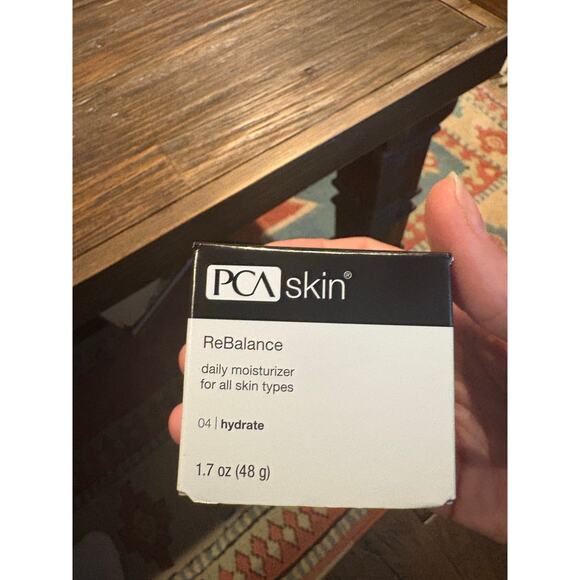 PCA skin®
ReBalance
daily moisturizer
for all skin types
04 | hydrate
1.7 oz (48 g)